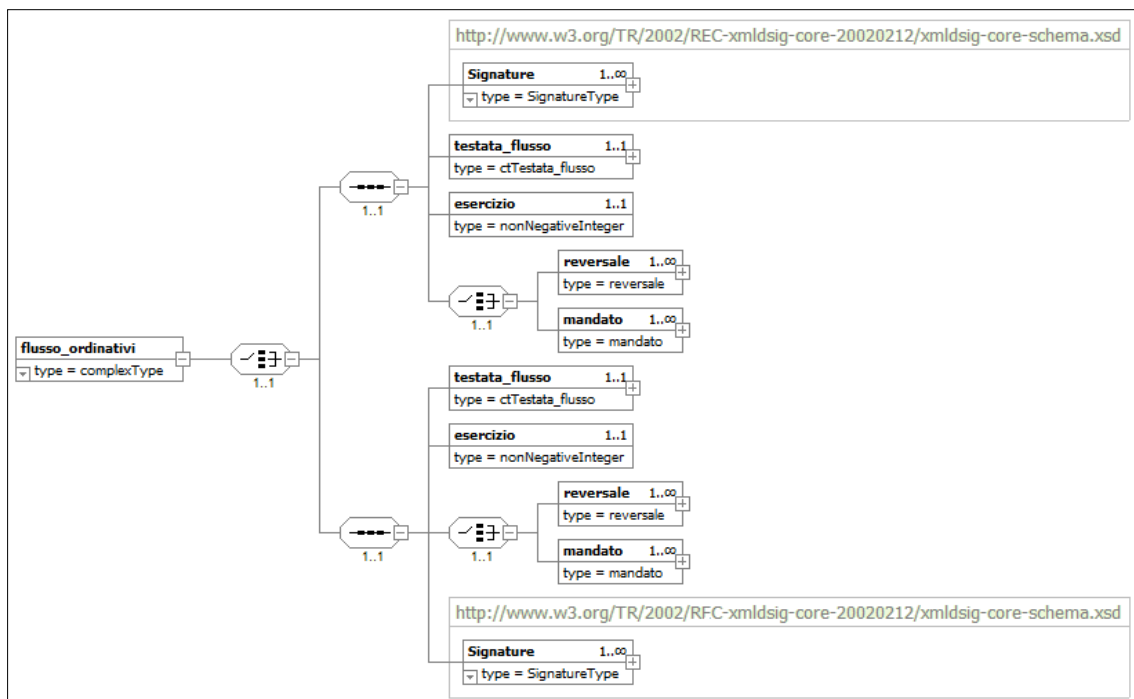 http://www.w3.org/TR/2002/REC-xmldsig-core-20020212/xmldsig-core-schema.xsd
Signature 1..∞
type = SignatureType
testata_flusso 1..1
type = ctTestata_flusso
1..1
esercizio 1..1
type = nonNegativeInteger
reversale 1..∞
type = reversale
1..1
mandato 1..∞
type = mandato
flusso_ordinativi
type = complexType
1..1
testata_flusso 1..1
type = ctTestata_flusso
esercizio 1..1
type = nonNegativeInteger
reversale 1..∞
type = reversale
1..1
1..1
mandato 1..∞
type = mandato
http://www.w3.org/TR/2002/REC-xmldsig-core-20020212/xmldsig-core-schema.xsd
Signature 1..∞
type = SignatureType